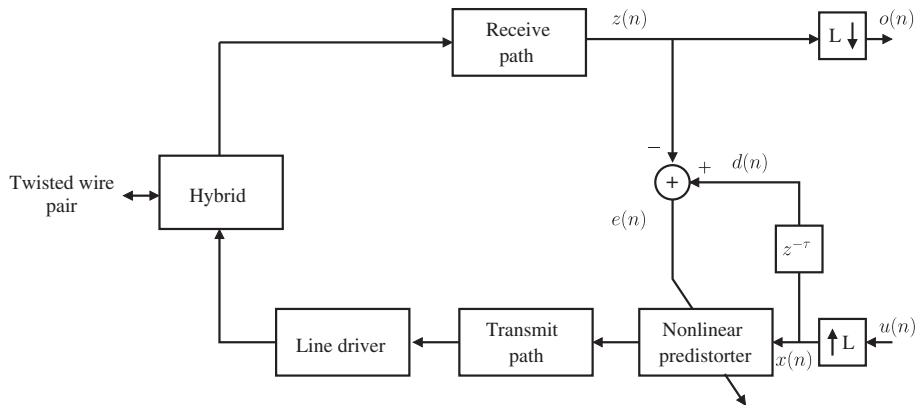 z(n)
o(n)
Receive
path
L
−
+
d(n)
+
Twisted wire
pair
Hybrid
e(n)
z^{-τ}
Line driver
Transmit
path
Nonlinear
predistorter
x(n)
L
u(n)